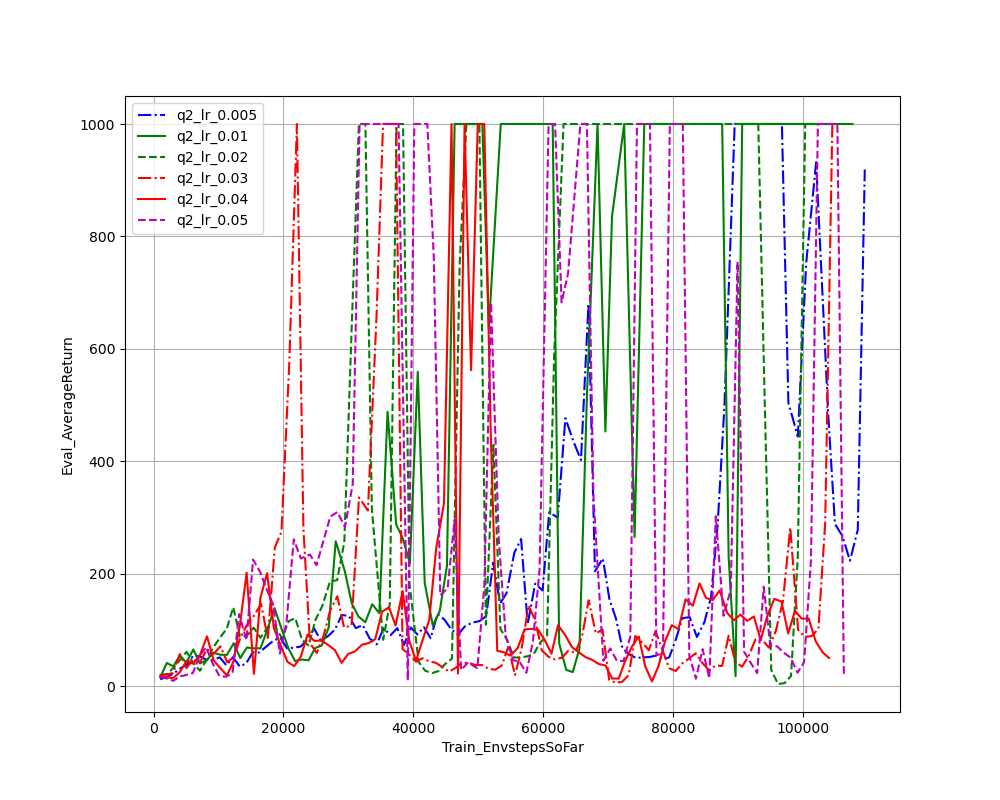 q2_lr_0.005
q2_lr_0.01
q2_lr_0.02
q2_lr_0.03
q2_lr_0.04
q2_lr_0.05
1000
800
600
400
200
0
Eval_AverageReturn
0 20000 40000 60000 80000 100000
Train_EnvstepsSoFar